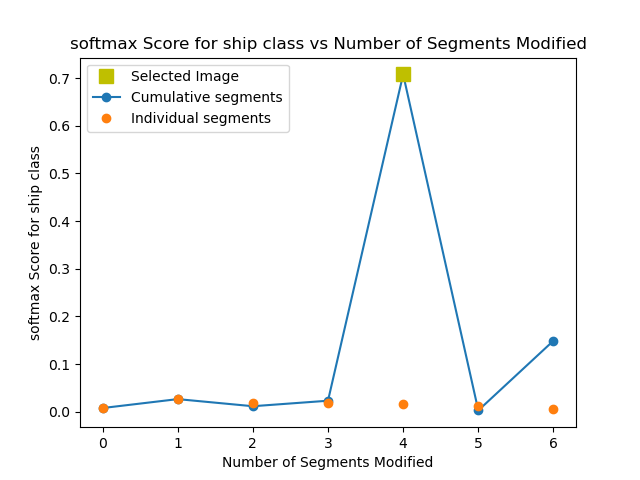 softmax Score for ship class vs Number of Segments Modified
Selected Image
Cumulative segments
Individual segments
softmax Score for ship class
0.7
0.6
0.5
0.4
0.3
0.2
0.1
0.0
0 1 2 3 4 5 6
Number of Segments Modified